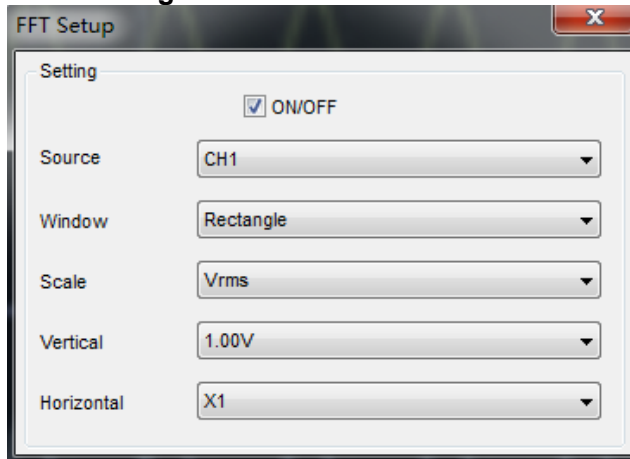 FFT Setup
Setting
ON/OFF
Source CH1
Window Rectangle
Scale Vrms
Vertical 1.00V
Horizontal X1